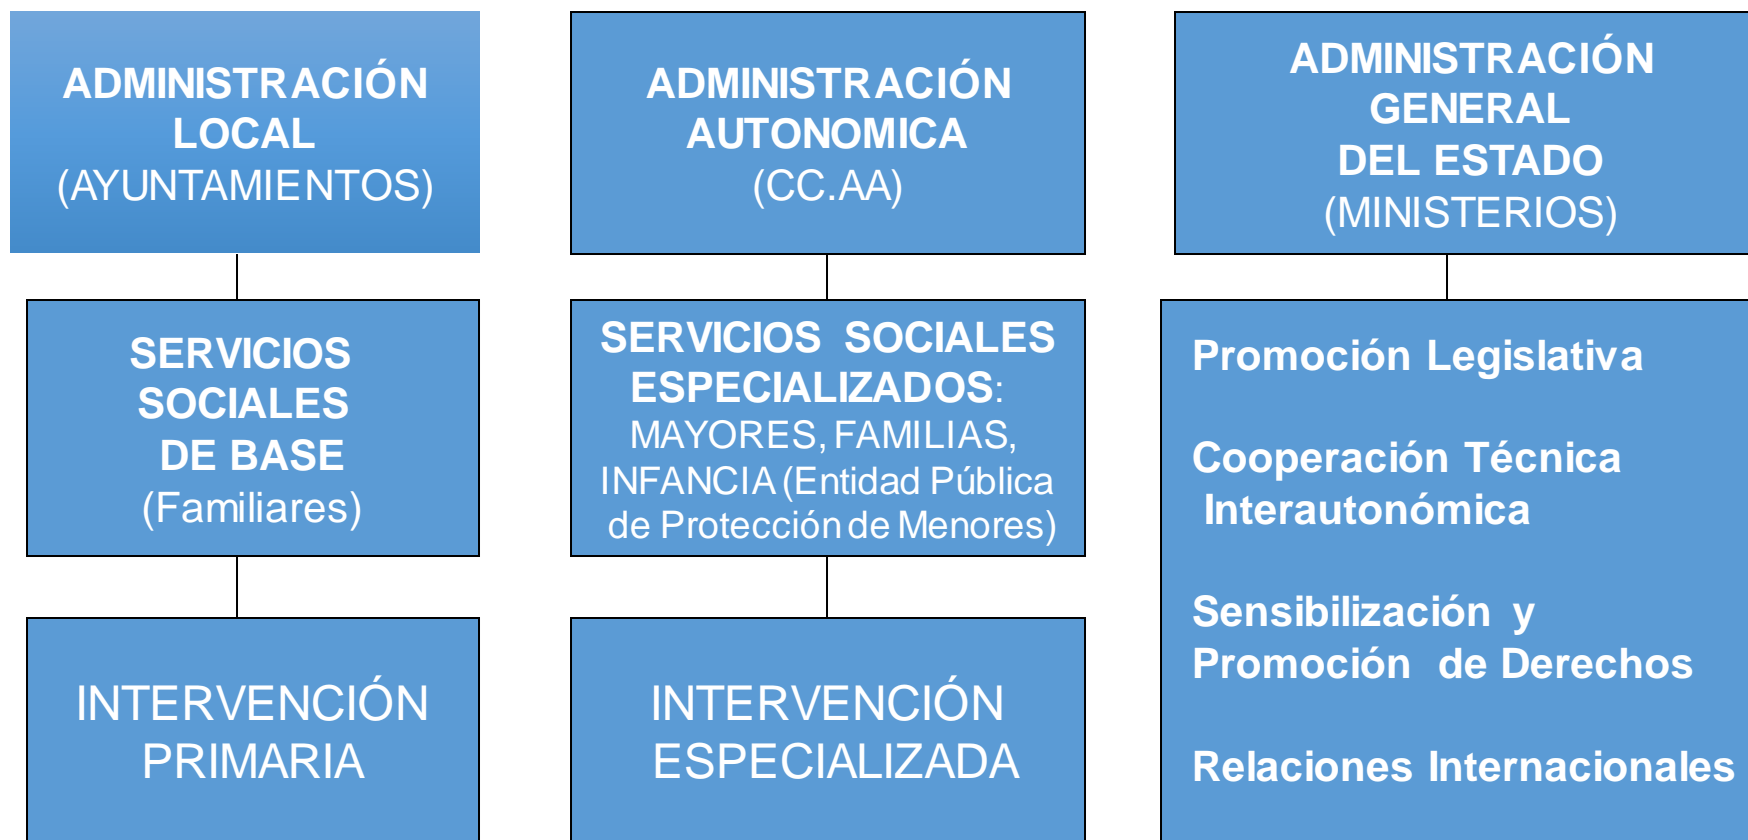 ADMINISTRACIÓN
LOCAL
(AYUNTAMIENTOS)
SERVICIOS
SOCIALES
DE BASE
(Familiares)
INTERVENCIÓN
PRIMARIA
ADMINISTRACIÓN
AUTONOMICA
(CC.AA)
SERVICIOS SOCIALES
ESPECIALIZADOS:
MAYORES, FAMILIAS,
INFANCIA (Entidad Pública
de Protección de Menores)
INTERVENCIÓN
ESPECIALIZADA
ADMINISTRACIÓN
GENERAL
DEL ESTADO
(MINISTERIOS)
Promoción Legislativa
Cooperación Técnica
Interautonómica
Sensibilización y
Promoción de Derechos
Relaciones Internacionales